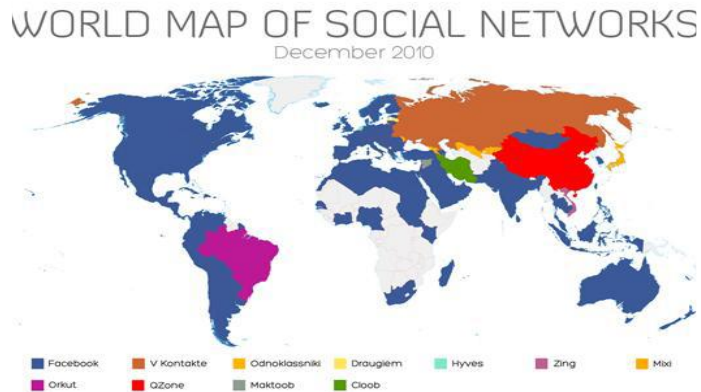 WORLD MAP OF SOCIAL NETWORKS
December 2010
Facebook V Kontakte Odnoklassniki Draugiem Hyves Zing Mixi
Orkut QZone Maktoob Cloob